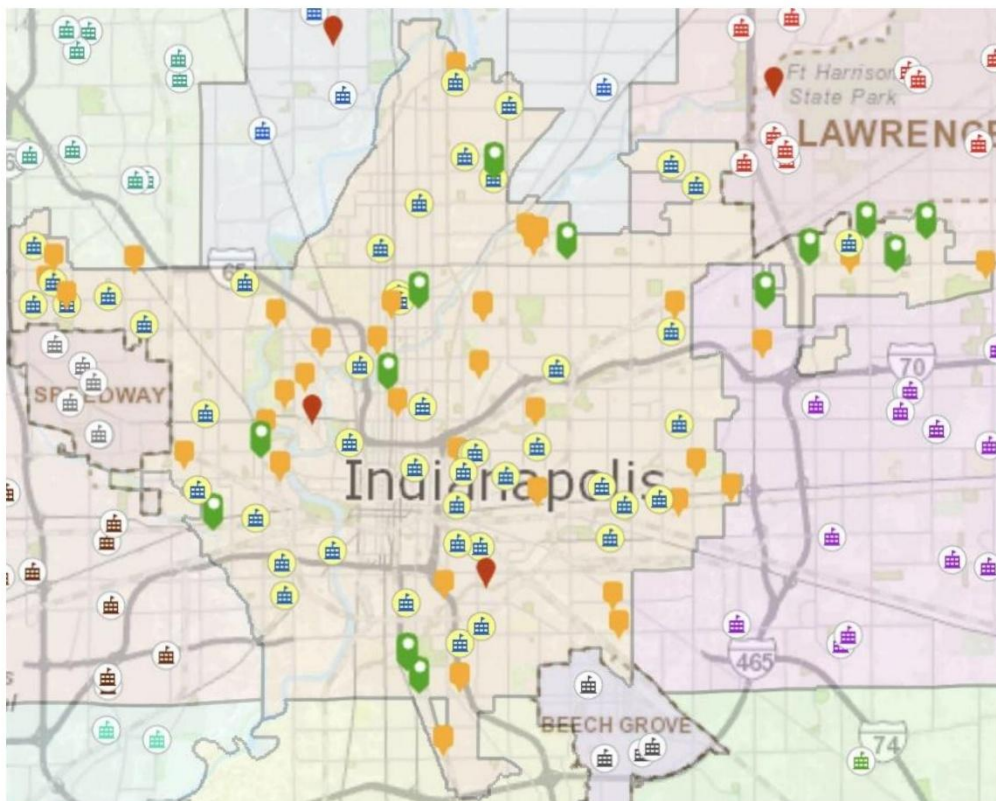 Ft Harrison
State Park
LAWRENCE
65
SPEEDWAY
70
Indianapolis
465
BEECH GROVE
74